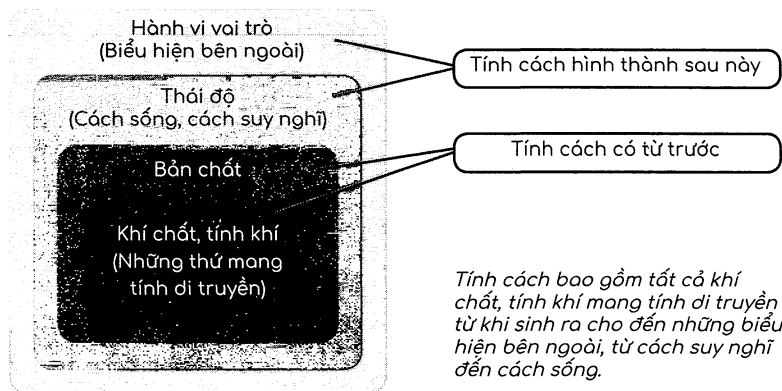 Hành vi vai trò
(Biểu hiện bên ngoài)
Thái độ
(Cách sống, cách suy nghĩ)
Bản chất
Khí chất, tính khí
(Những thứ mang
tính di truyền)
Tính cách hình thành sau này
Tính cách có từ trước
Tính cách bao gồm tất cả khí
chất, tính khí mang tính di truyền
từ khi sinh ra cho đến những biểu
hiện bên ngoài, từ cách suy nghĩ
đến cách sống.